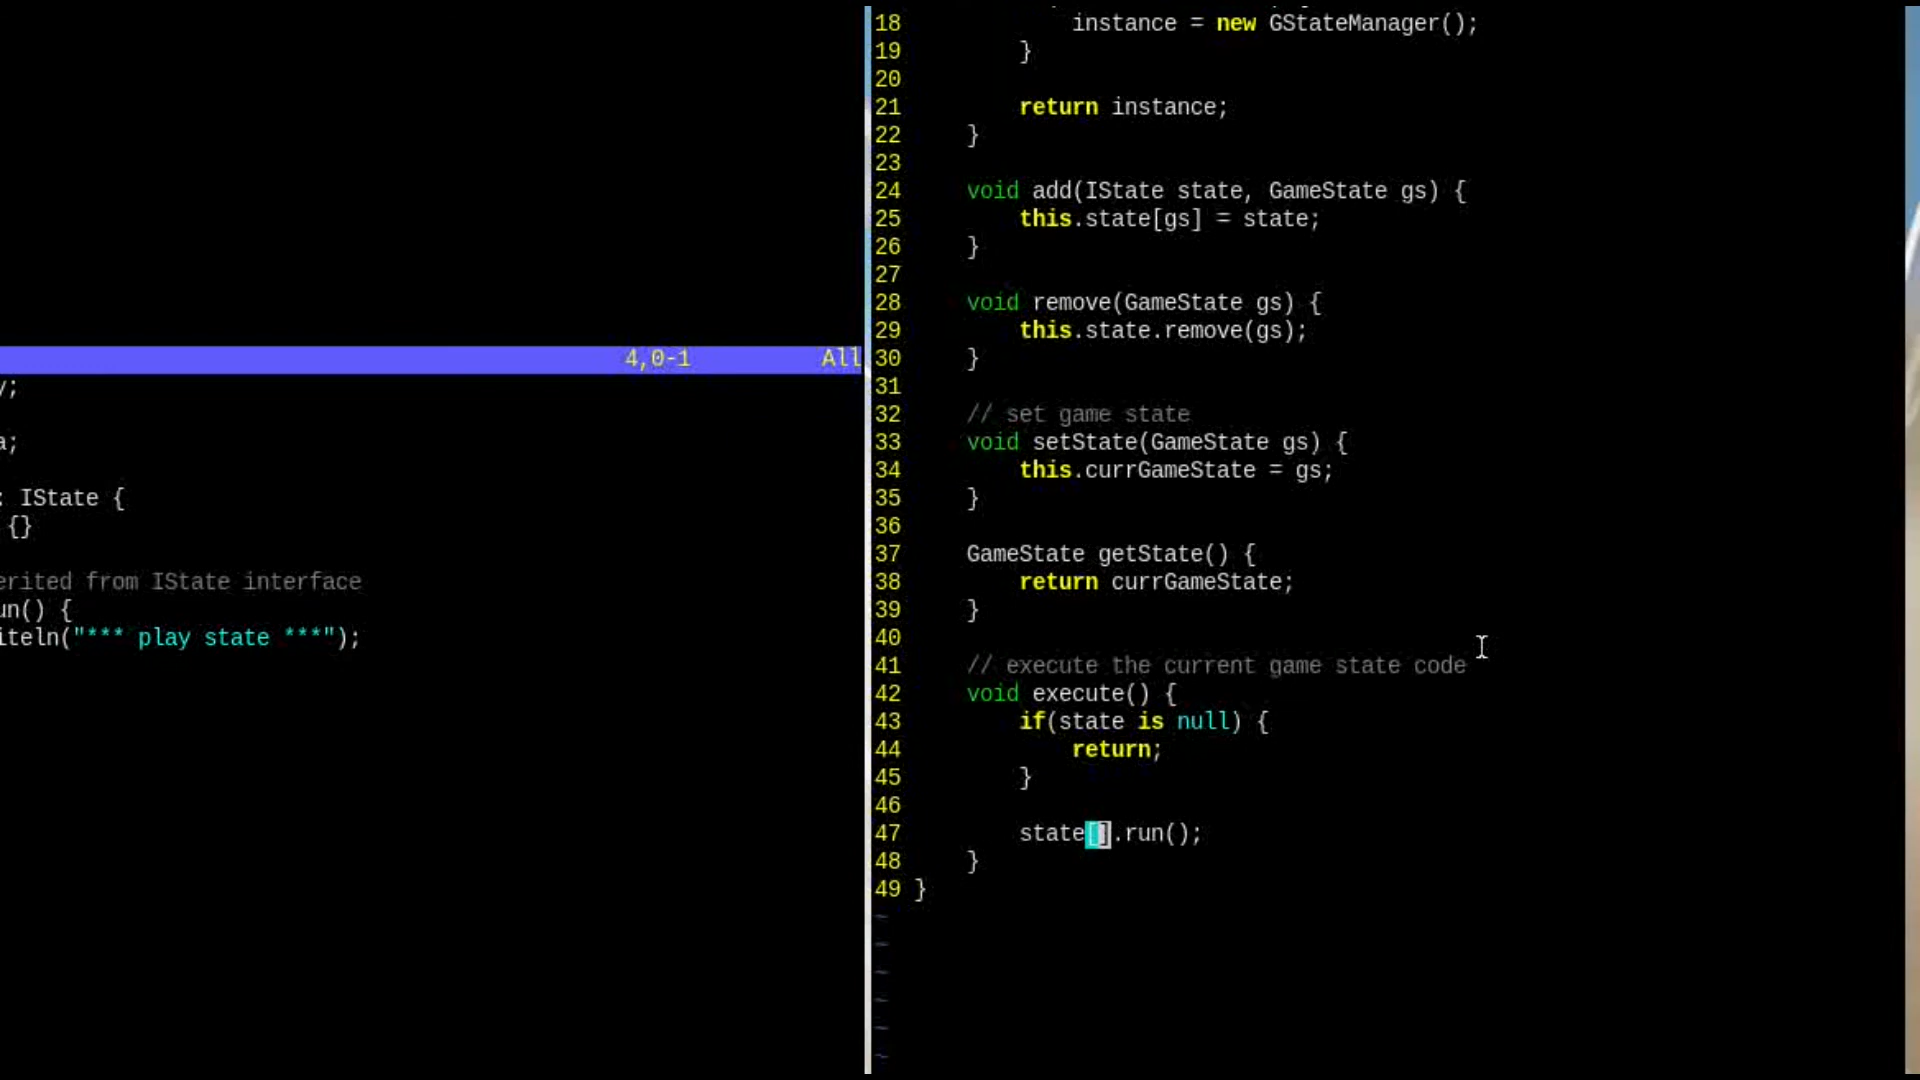 4,0-1 All
y;
a;
: IState {
{}
erited from IState interface
un() {
iteln("*** play state ***");
18 instance = new GStateManager();
19 }
20
21 return instance;
22 }
23
24 void add(IState state, GameState gs) {
25 this.state[gs] = state;
26 }
27
28 void remove(GameState gs) {
29 this.state.remove(gs);
30 }
31
32 // set game state
33 void setState(GameState gs) {
34 this.currGameState = gs;
35 }
36
37 GameState getState() {
38 return currGameState;
39 }
40
41 // execute the current game state code
42 void execute() {
43 if(state is null) {
44 return;
45 }
46
47 state[].run();
48 }
49 }
~
~
~
~
~
~